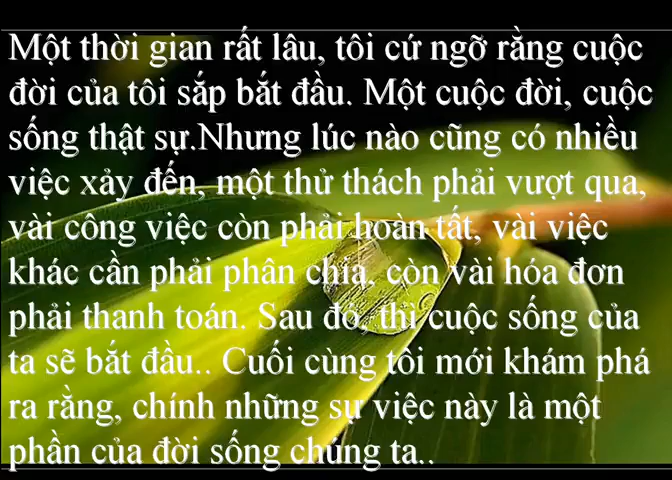 Một thời gian rất lâu, tôi cứ ngỡ rằng cuộc
đời của tôi sắp bắt đầu. Một cuộc đời, cuộc
sống thật sự.Nhưng lúc nào cũng có nhiều
việc xảy đến, một thử thách phải vượt qua,
vài công việc còn phải hoàn tất, vài việc
khác cần phải phân chia, còn vài hóa đơn
phải thanh toán. Sau đó, thì cuộc sống của
ta sẽ bắt đầu.. Cuối cùng tôi mới khám phá
ra rằng, chính những sự việc này là một
phần của đời sống chúng ta..